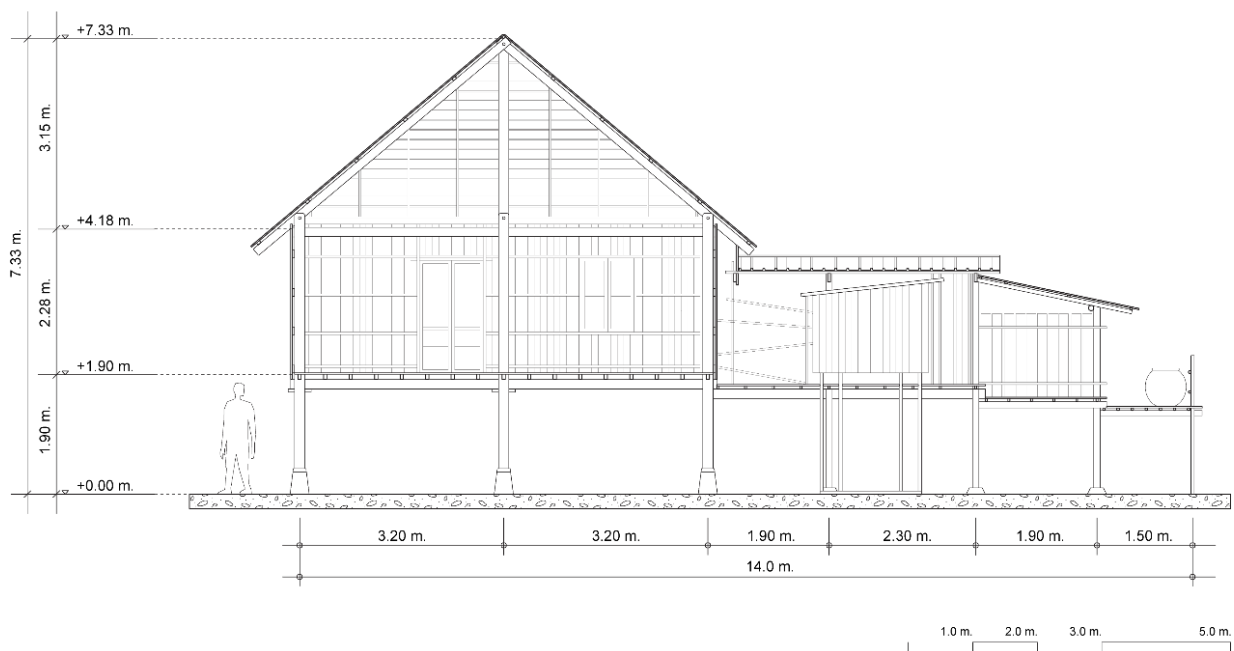 +7.33 m.
3.15 m.
+4.18 m.
7.33 m.
2.28 m.
+1.90 m.
1.90 m.
+0.00 m.
3.20 m.
3.20 m.
1.90 m.
2.30 m.
1.90 m.
1.50 m.
14.0 m.
1.0 m.
2.0 m.
3.0 m.
5.0 m.